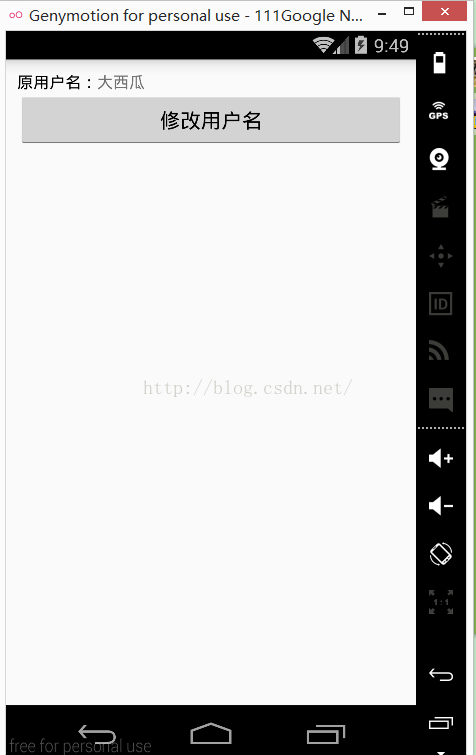 Genymotion for personal use - 111Google N...
9:49
原用户名：大西瓜
GPS
修改用户名
ID
http://blog.csdn.net/
1:1
free for personal use